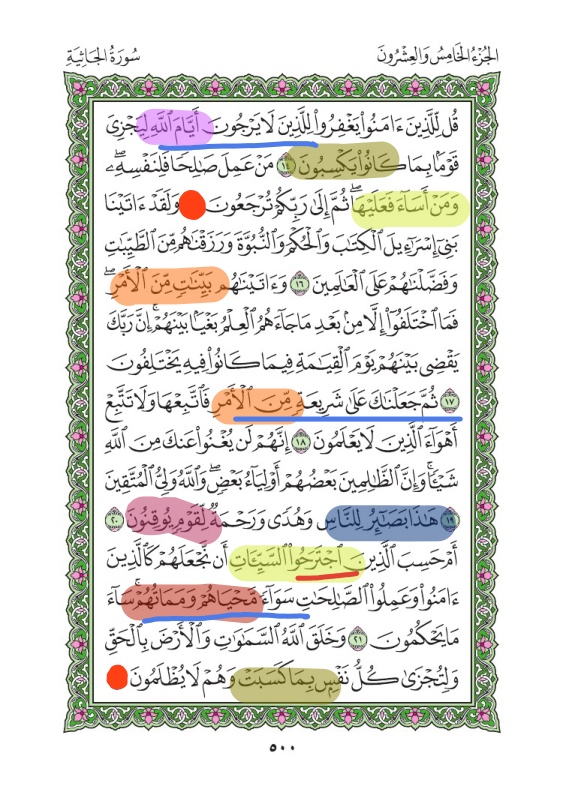 الجُزْءُ الخَامِسُ وَالعِشْرُونَ سُورَةُ الجَاثِيَةِ
قُل لِّلَّذِينَ ءَامَنُوا۟ يَغْفِرُوا۟ لِلَّذِينَ لَا يَرْجُونَ أَيَّامَ ٱللَّهِ لِيَجْزِىَ
قَوْمًۢا بِمَا كَانُوا۟ يَكْسِبُونَ ١٤ مَنْ عَمِلَ صَـٰلِحًا فَلِنَفْسِهِۦ ۖ
وَمَنْ أَسَآءَ فَعَلَيْهَا ۖ ثُمَّ إِلَىٰ رَبِّكُمْ تُرْجَعُونَ وَلَقَدْ ءَاتَيْنَا
بَنِىٓ إِسْرَٰٓءِيلَ ٱلْكِتَـٰبَ وَٱلْحُكْمَ وَٱلنُّبُوَّةَ وَرَزَقْنَـٰهُم مِّنَ ٱلطَّيِّبَـٰتِ
وَفَضَّلْنَـٰهُمْ عَلَى ٱلْعَـٰلَمِينَ ١٦ وَءَاتَيْنَـٰهُم بَيِّنَـٰتٍ مِّنَ ٱلْأَمْرِ ۖ
فَمَا ٱخْتَلَفُوٓا۟ إِلَّا مِنۢ بَعْدِ مَا جَآءَهُمُ ٱلْعِلْمُ بَغْيًۢا بَيْنَهُمْ ۚ إِنَّ رَبَّكَ
يَقْضِى بَيْنَهُمْ يَوْمَ ٱلْقِيَـٰمَةِ فِيمَا كَانُوا۟ فِيهِ يَخْتَلِفُونَ
١٧ ثُمَّ جَعَلْنَـٰكَ عَلَىٰ شَرِيعَةٍ مِّنَ ٱلْأَمْرِ فَٱتَّبِعْهَا وَلَا تَتَّبِعْ
أَهْوَآءَ ٱلَّذِينَ لَا يَعْلَمُونَ ١٨ إِنَّهُمْ لَن يُغْنُوا۟ عَنكَ مِنَ ٱللَّهِ
شَيْـًٔا ۚ وَإِنَّ ٱلظَّـٰلِمِينَ بَعْضُهُمْ أَوْلِيَآءُ بَعْضٍ ۖ وَٱللَّهُ وَلِىُّ ٱلْمُتَّقِينَ
١٩ هَـٰذَا بَصَـٰٓئِرُ لِلنَّاسِ وَهُدًى وَرَحْمَةٌ لِّقَوْمٍ يُوقِنُونَ ٢٠
أَمْ حَسِبَ ٱلَّذِينَ ٱجْتَرَحُوا۟ ٱلسَّيِّـَٔاتِ أَن نَّجْعَلَهُمْ كَٱلَّذِينَ
ءَامَنُوا۟ وَعَمِلُوا۟ ٱلصَّـٰلِحَـٰتِ سَوَآءً مَّحْيَاهُمْ وَمَمَاتُهُمْ ۚ سَآءَ
مَا يَحْكُمُونَ ٢١ وَخَلَقَ ٱللَّهُ ٱلسَّمَـٰوَٰتِ وَٱلْأَرْضَ بِٱلْحَقِّ
وَلِتُجْزَىٰ كُلُّ نَفْسٍۭ بِمَا كَسَبَتْ وَهُمْ لَا يُظْلَمُونَ
٥٠٠